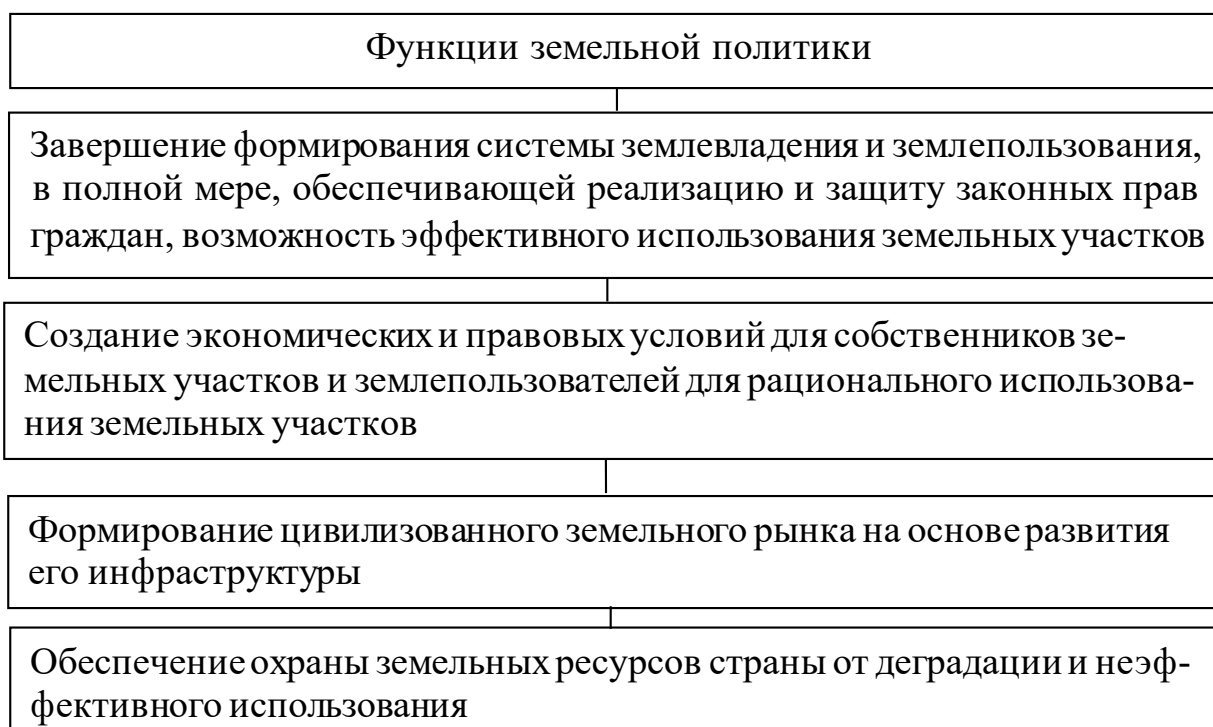 Функции земельной политики
Завершение формирования системы землевладения и землепользования,
в полной мере, обеспечивающей реализацию и защиту законных прав
граждан, возможность эффективного использования земельных участков
Создание экономических и правовых условий для собственников зе-
мельных участков и землепользователей для рационального использова-
ния земельных участков
Формирование цивилизованного земельного рынка на основе развития
его инфраструктуры
Обеспечение охраны земельных ресурсов страны от деградации и неэф-
фективного использования